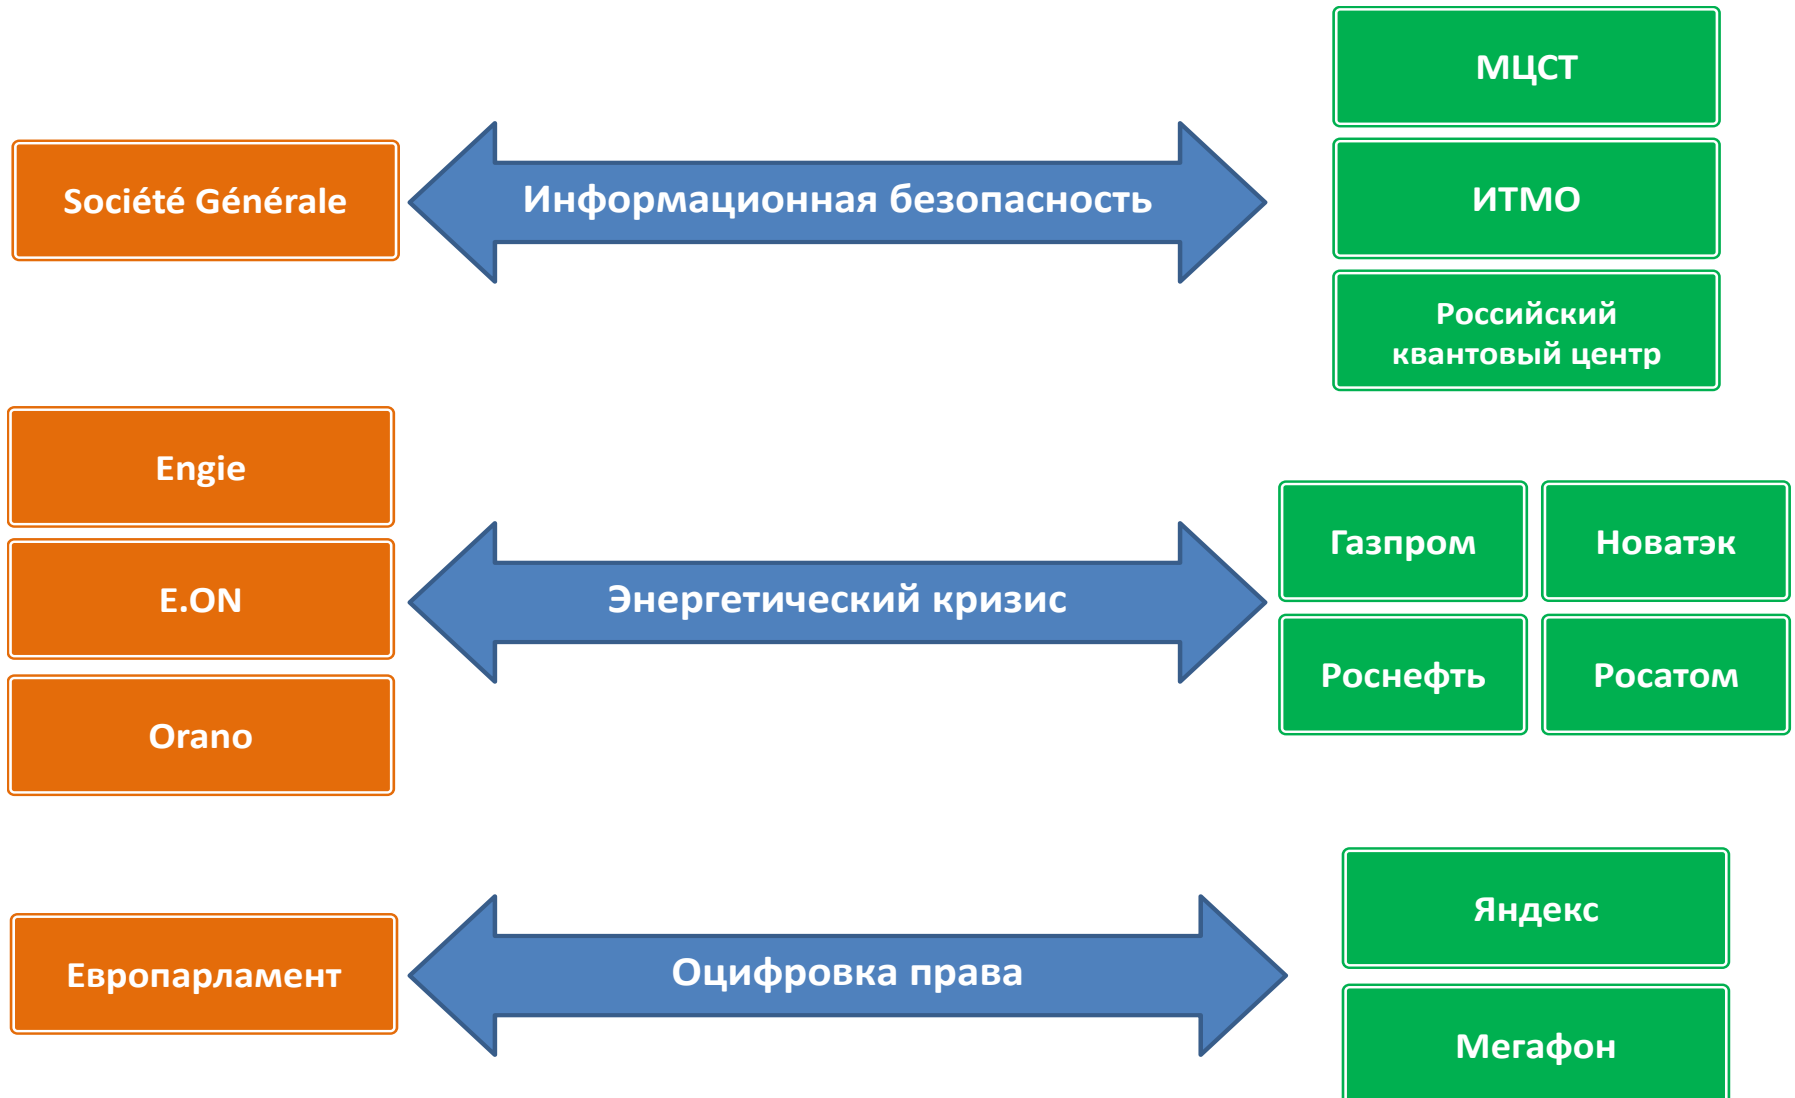 Société Générale
Информационная безопасность
МЦСТ
ИТМО
Российский
квантовый центр
Engie
E.ON
Orano
Энергетический кризис
Газпром
Новатэк
Роснефть
Росатом
Европарламент
Оцифровка права
Яндекс
Мегафон